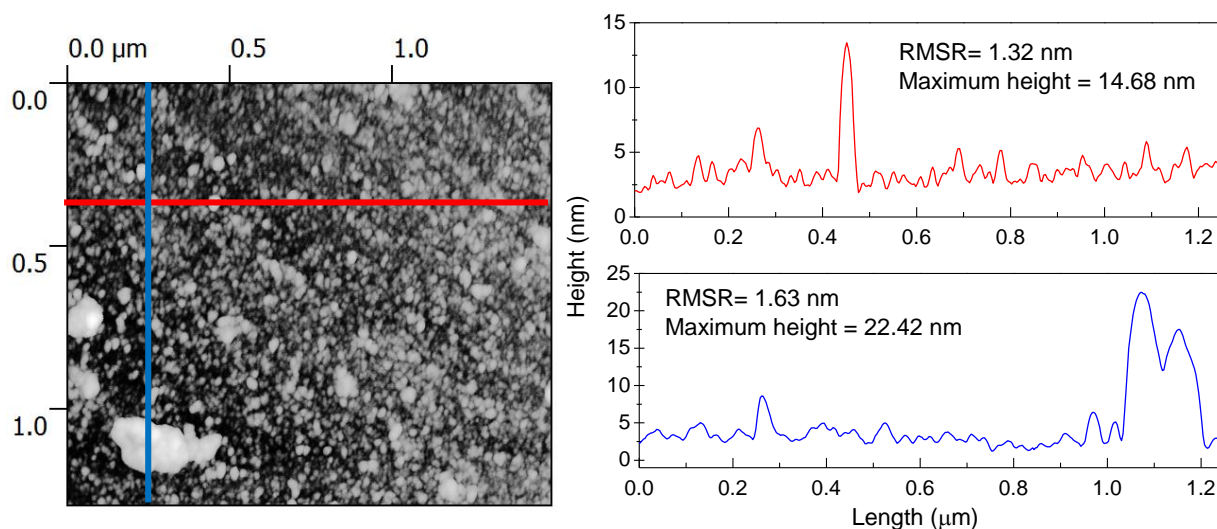 0.0 µm 0.5 1.0
0.0
0.5
1.0
Height (nm)
15
10
5
0
RMSR= 1.32 nm
Maximum height = 14.68 nm
0.0 0.2 0.4 0.6 0.8 1.0 1.2
25
20
15
10
5
0
RMSR= 1.63 nm
Maximum height = 22.42 nm
0.0 0.2 0.4 0.6 0.8 1.0 1.2
Length (μm)